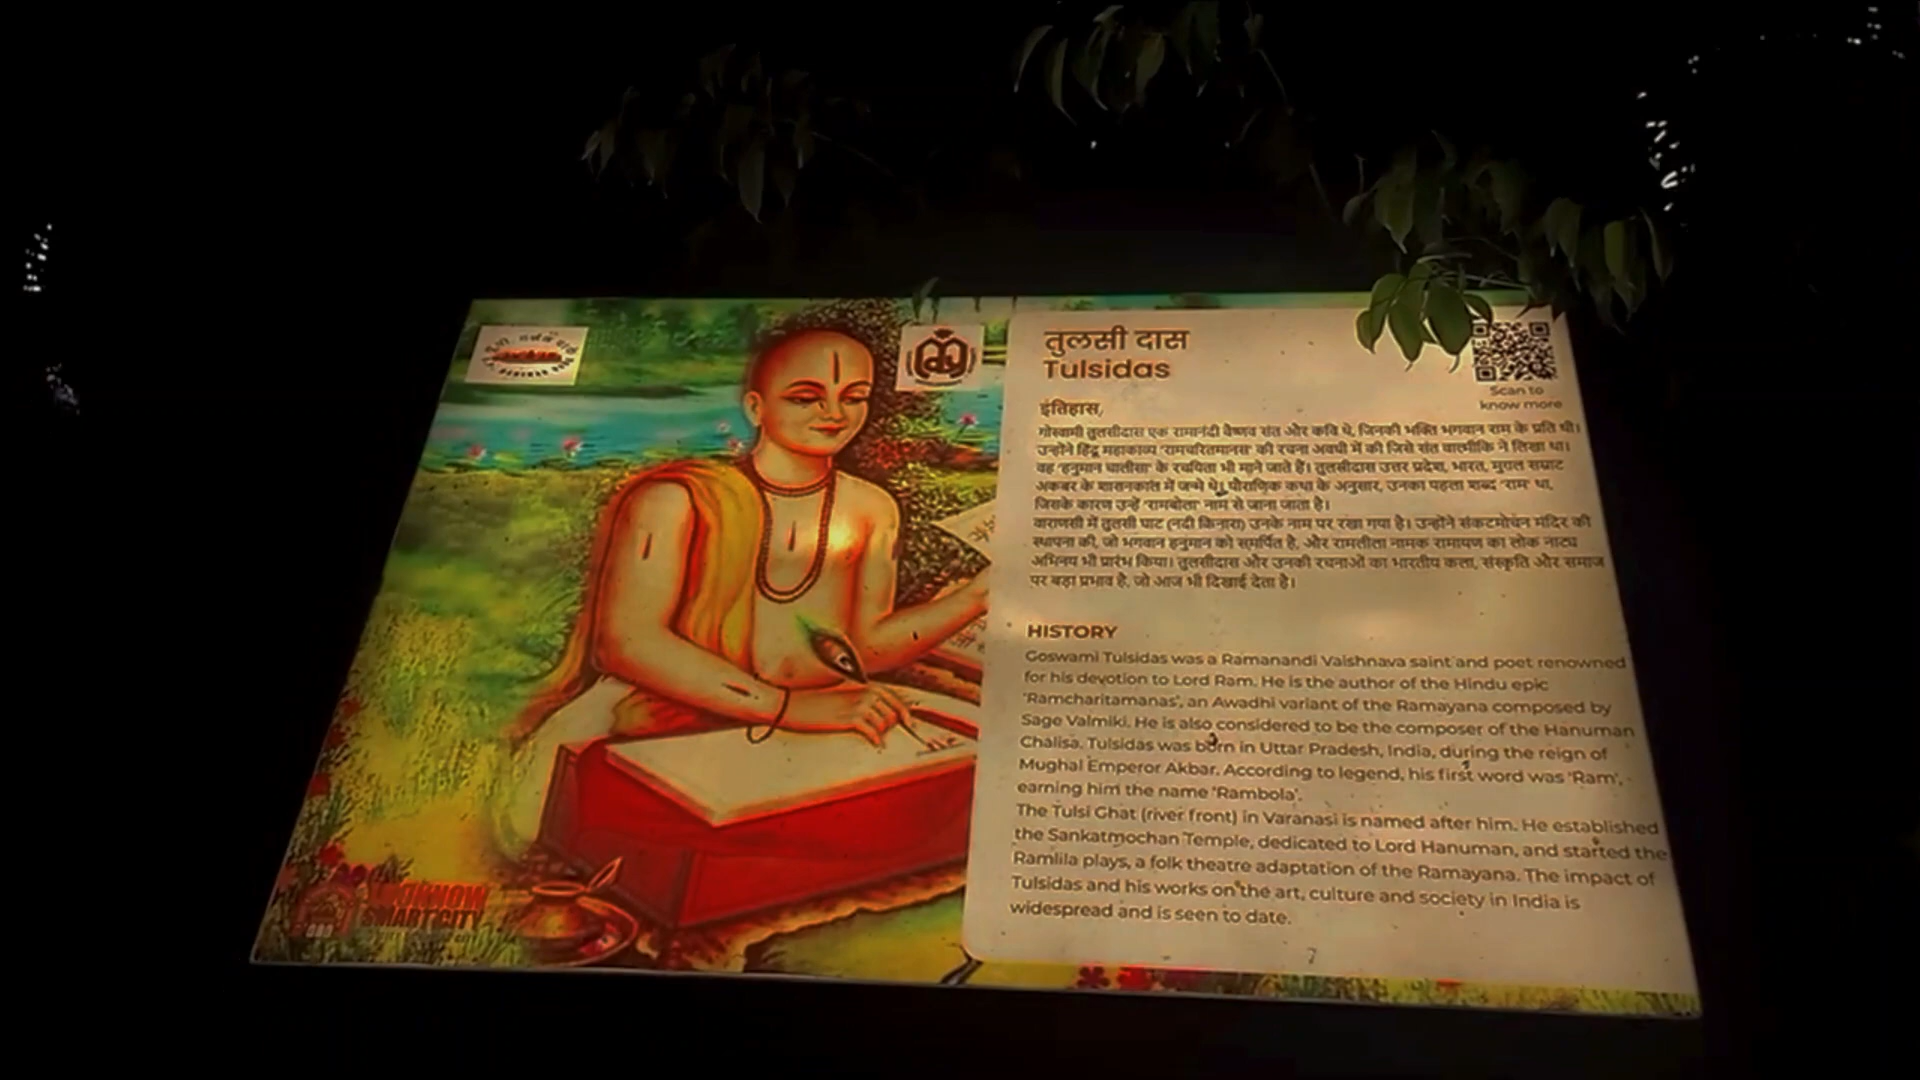 तुलसी दास
Tulsidas
Scan to
know more
इतिहास,
गोस्वामी तुलसीदास एक रामानंदी वैष्णव संत और कवि थे, जिनकी भक्ति भगवान राम के प्रति थी।
उन्होंने हिंदू महाकाव्य 'रामचरितमानस' की रचना अवधी में की जिसे संत वाल्मीकि ने लिखा था।
वह 'हनुमान चालीसा' के रचयिता भी माने जाते हैं। तुलसीदास उत्तर प्रदेश, भारत, मुग़ल सम्राट
अकबर के शासनकाल में जन्मे थे। पौराणिक कथा के अनुसार, उनका पहला शब्द 'राम' था,
जिसके कारण उन्हें 'रामबोला' नाम से जाना जाता है।
वाराणसी में तुलसी घाट (नदी किनारा) उनके नाम पर रखा गया है। उन्होंने संकटमोचन मंदिर की
स्थापना की, जो भगवान हनुमान को समर्पित है, और रामलीला नामक रामायण का लोक नाट्य
अभिनय भी प्रारंभ किया। तुलसीदास और उनकी रचनाओं का भारतीय कला, संस्कृति और समाज
पर बड़ा प्रभाव है, जो आज भी दिखाई देता है।
HISTORY
Goswami Tulsidas was a Ramanandi Vaishnava saint and poet renowned
for his devotion to Lord Ram. He is the author of the Hindu epic
'Ramcharitamanas', an Awadhi variant of the Ramayana composed by
Sage Valmiki. He is also considered to be the composer of the Hanuman
Chalisa. Tulsidas was born in Uttar Pradesh, India, during the reign of
Mughal Emperor Akbar. According to legend, his first word was 'Ram',
earning him the name 'Rambola'.
The Tulsi Ghat (river front) in Varanasi is named after him. He established
the Sankatmochan Temple, dedicated to Lord Hanuman, and started the
Ramlila plays, a folk theatre adaptation of the Ramayana. The impact of
Tulsidas and his works on the art, culture and society in India is
widespread and is seen to date.
LUCKNOW
SMART CITY